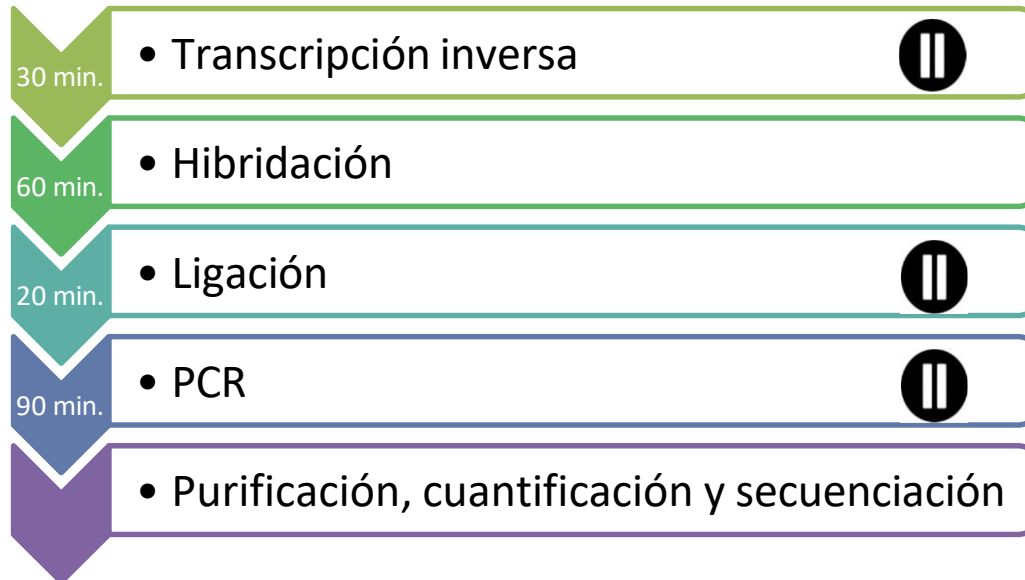 30 min.
• Transcripción inversa
60 min.
• Hibridación
20 min.
• Ligación
90 min.
• PCR
• Purificación, cuantificación y secuenciación